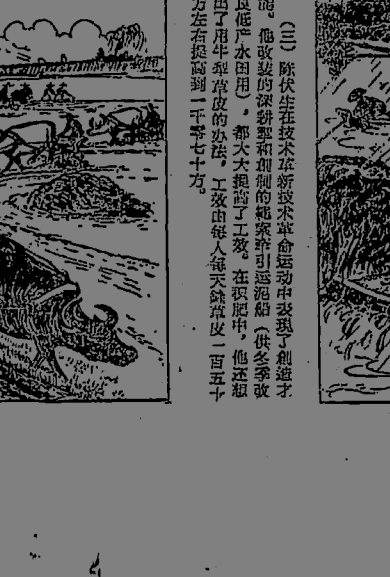 （三）陈伏生在技术革新技术革命运动中表现了創造才
能。他改装的深耕犁和創制的繩索牵引运泥船（供冬季改
良低产水田用），都大大提高了工效。在积肥中，他还想
出了用牛犁草皮的办法，工效由每人每天鏟草皮一百五十
方左右提高到一千零七十方。